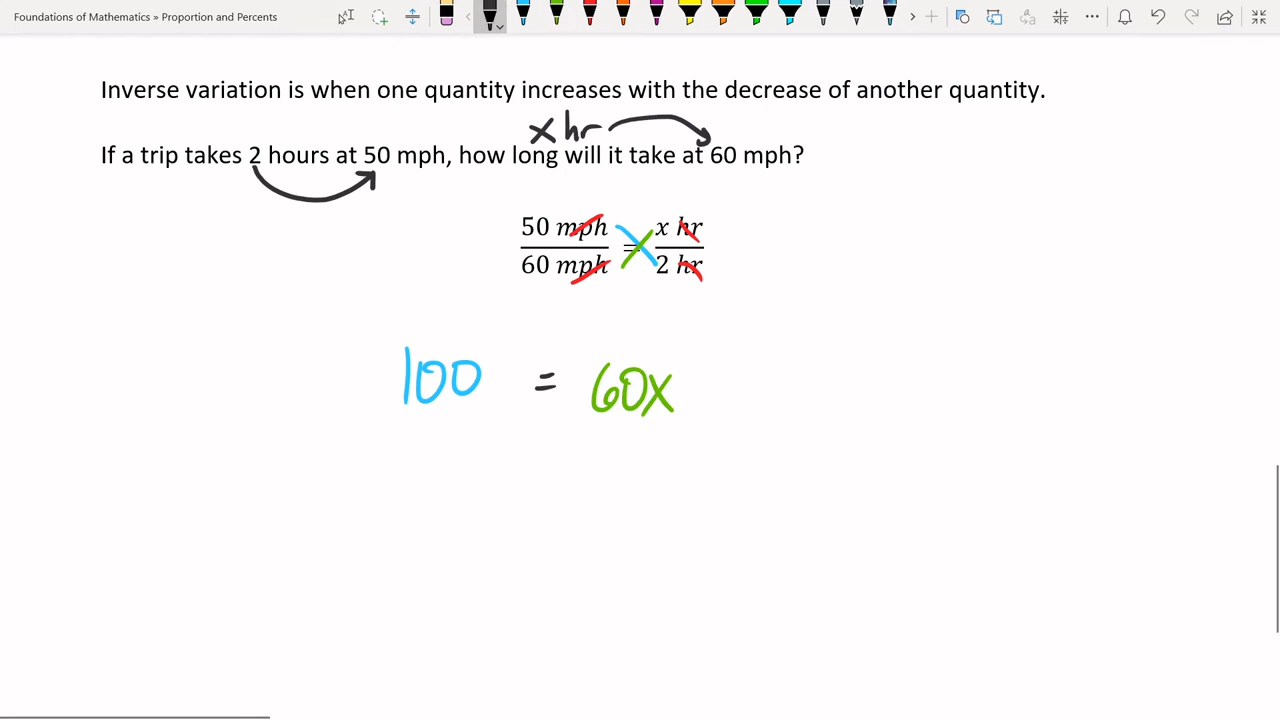 Foundations of Mathematics » Proportion and Percents
Inverse variation is when one quantity increases with the decrease of another quantity.
x hr
If a trip takes 2 hours at 50 mph, how long will it take at 60 mph?
50 mph / 60 mph = x hr / 2 hr
100 = 60x